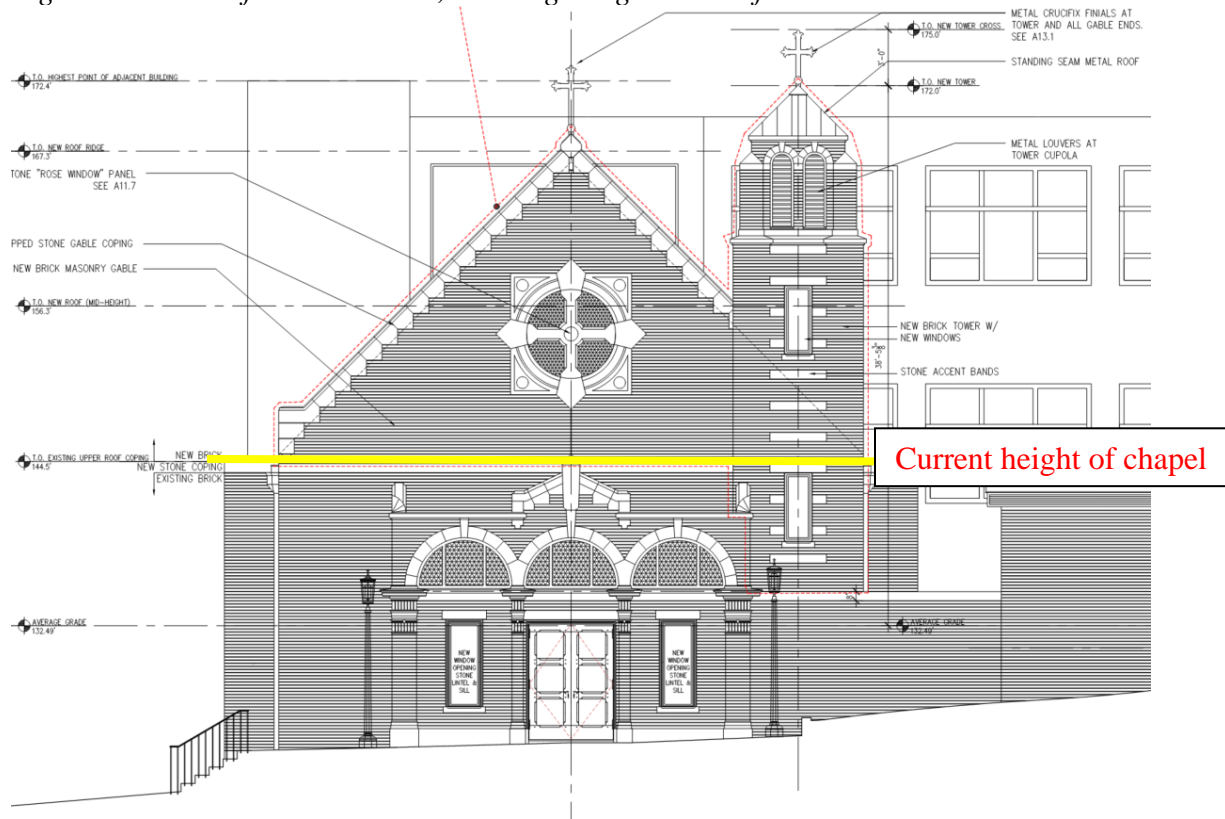 METAL CRUCIFIX FINIALS AT
TOWER AND ALL GABLE ENDS.
SEE A13.1
T.O. NEW TOWER CROSS
175.0'
3'-0"
STANDING SEAM METAL ROOF
T.O. HIGHEST POINT OF ADJACENT BUILDING
172.4'
T.O. NEW TOWER
172.0'
T.O. NEW ROOF RIDGE
167.3'
METAL LOUVERS AT
TOWER CUPOLA
TONE "ROSE WINDOW" PANEL
SEE A11.7
PPED STONE GABLE COPING
NEW BRICK MASONRY GABLE
T.O. NEW ROOF (MID-HEIGHT)
156.3'
NEW BRICK TOWER W/
NEW WINDOWS
STONE ACCENT BANDS
T.O. EXISTING UPPER ROOF COPING
144.5'
NEW BRICK
NEW STONE COPING
EXISTING BRICK
Current height of chapel
AVERAGE GRADE
132.49'
AVERAGE GRADE
132.49'
NEW
WINDOW
OPENING
STONE
LINTEL &
SILL
NEW
WINDOW
OPENING
STONE
LINTEL &
SILL